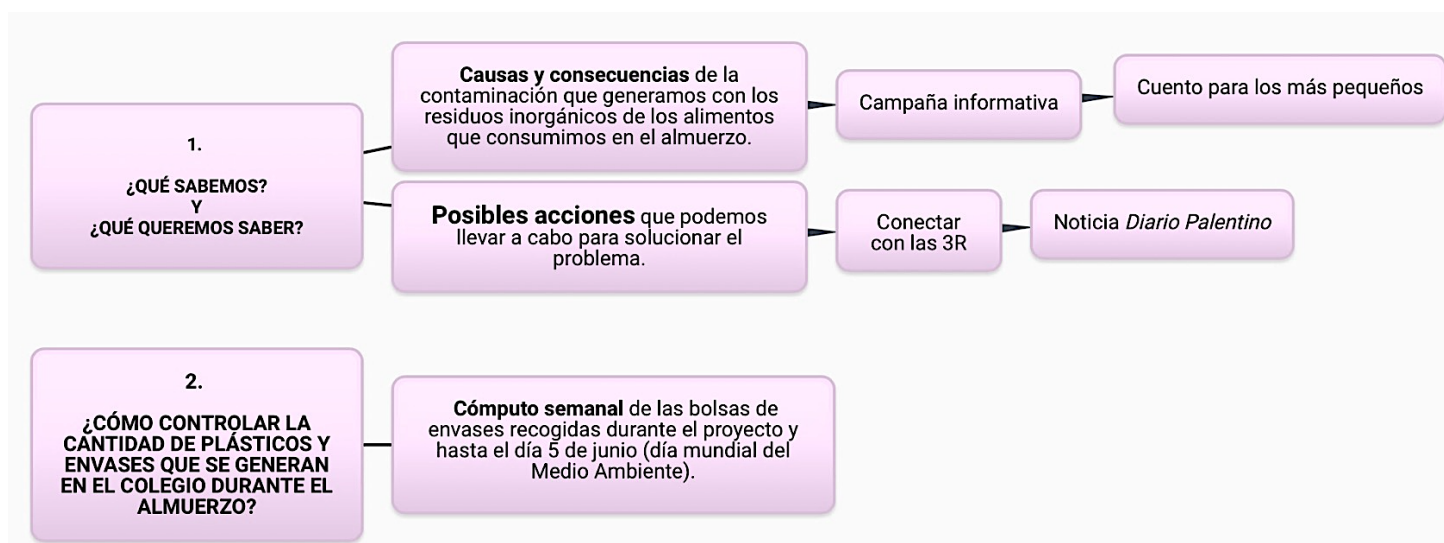 1.
¿QUÉ SABEMOS?
Y
¿QUÉ QUEREMOS SABER?
Causas y consecuencias de la
contaminación que generamos con los
residuos inorgánicos de los alimentos
que consumimos en el almuerzo.
Campaña informativa
Cuento para los más pequeños
Posibles acciones que podemos
llevar a cabo para solucionar el
problema.
Conectar
con las 3R
Noticia Diario Palentino
2.
¿CÓMO CONTROLAR LA
CANTIDAD DE PLÁSTICOS Y
ENVASES QUE SE GENERAN
EN EL COLEGIO DURANTE EL
ALMUERZO?
Cómputo semanal de las bolsas de
envases recogidas durante el proyecto y
hasta el día 5 de junio (día mundial del
Medio Ambiente).